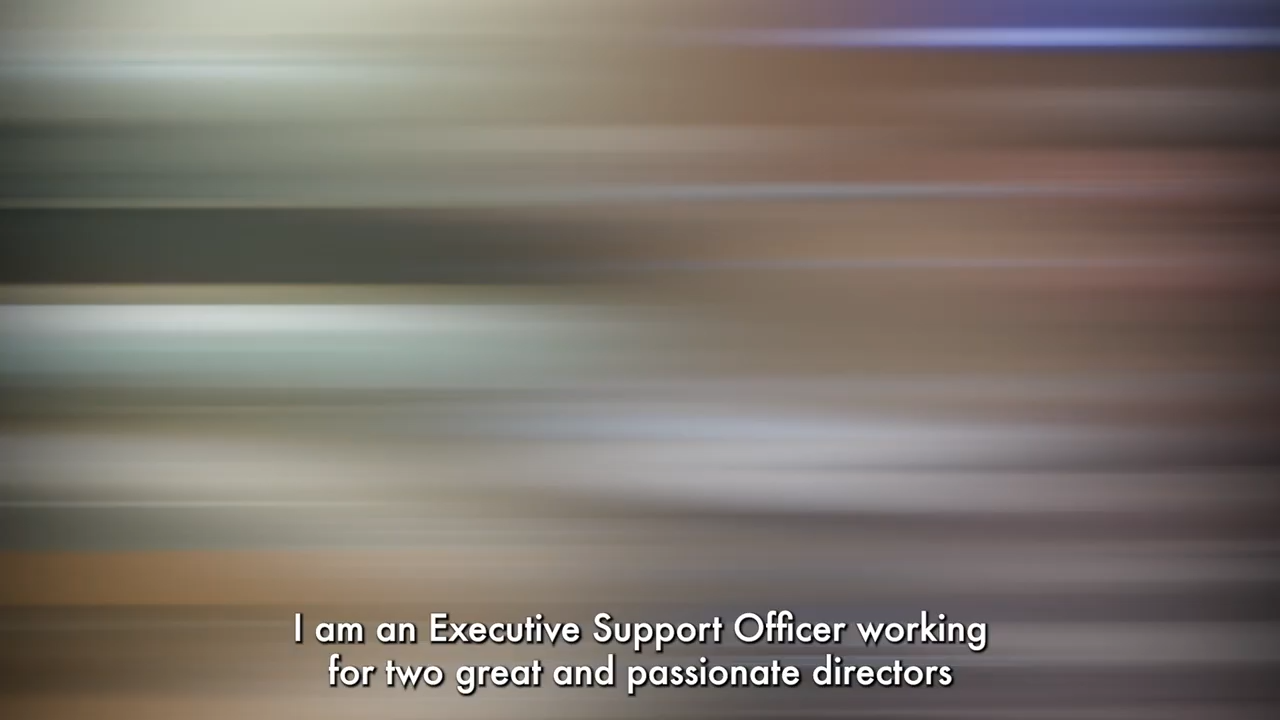 I am an Executive Support Officer working
for two great and passionate directors